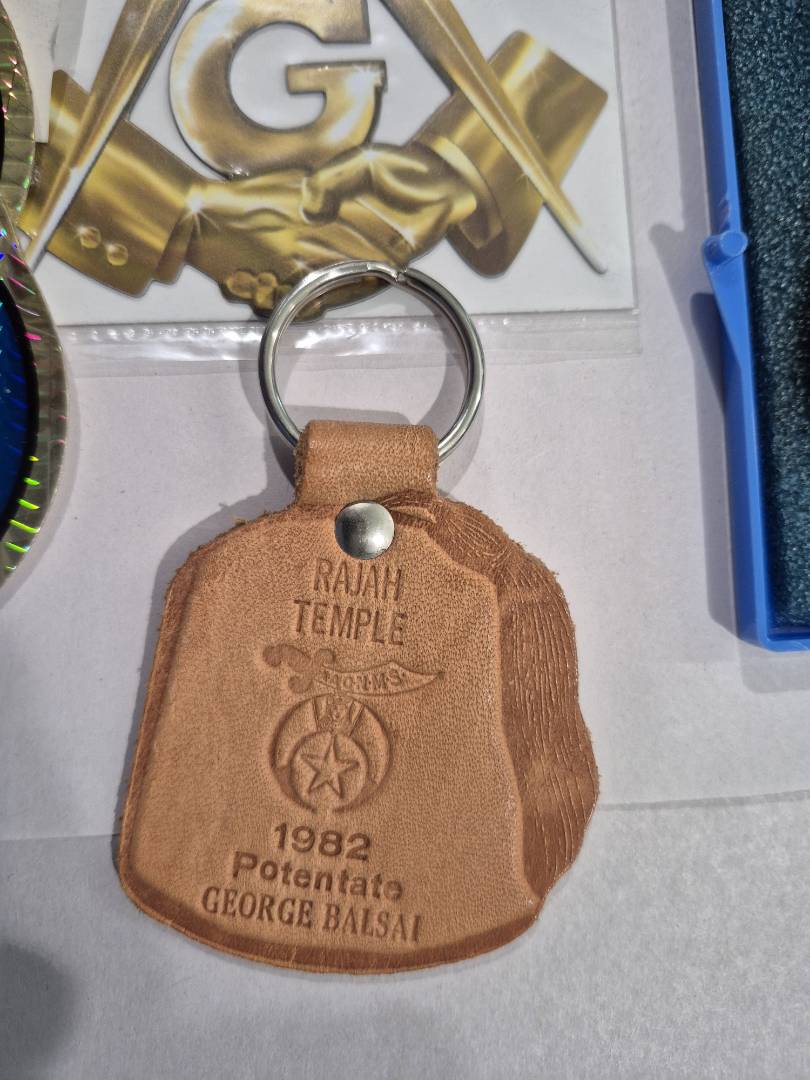 G
RAJAH
TEMPLE
A.A.O.N.M.S.
1982
Potentate
GEORGE BALSAI